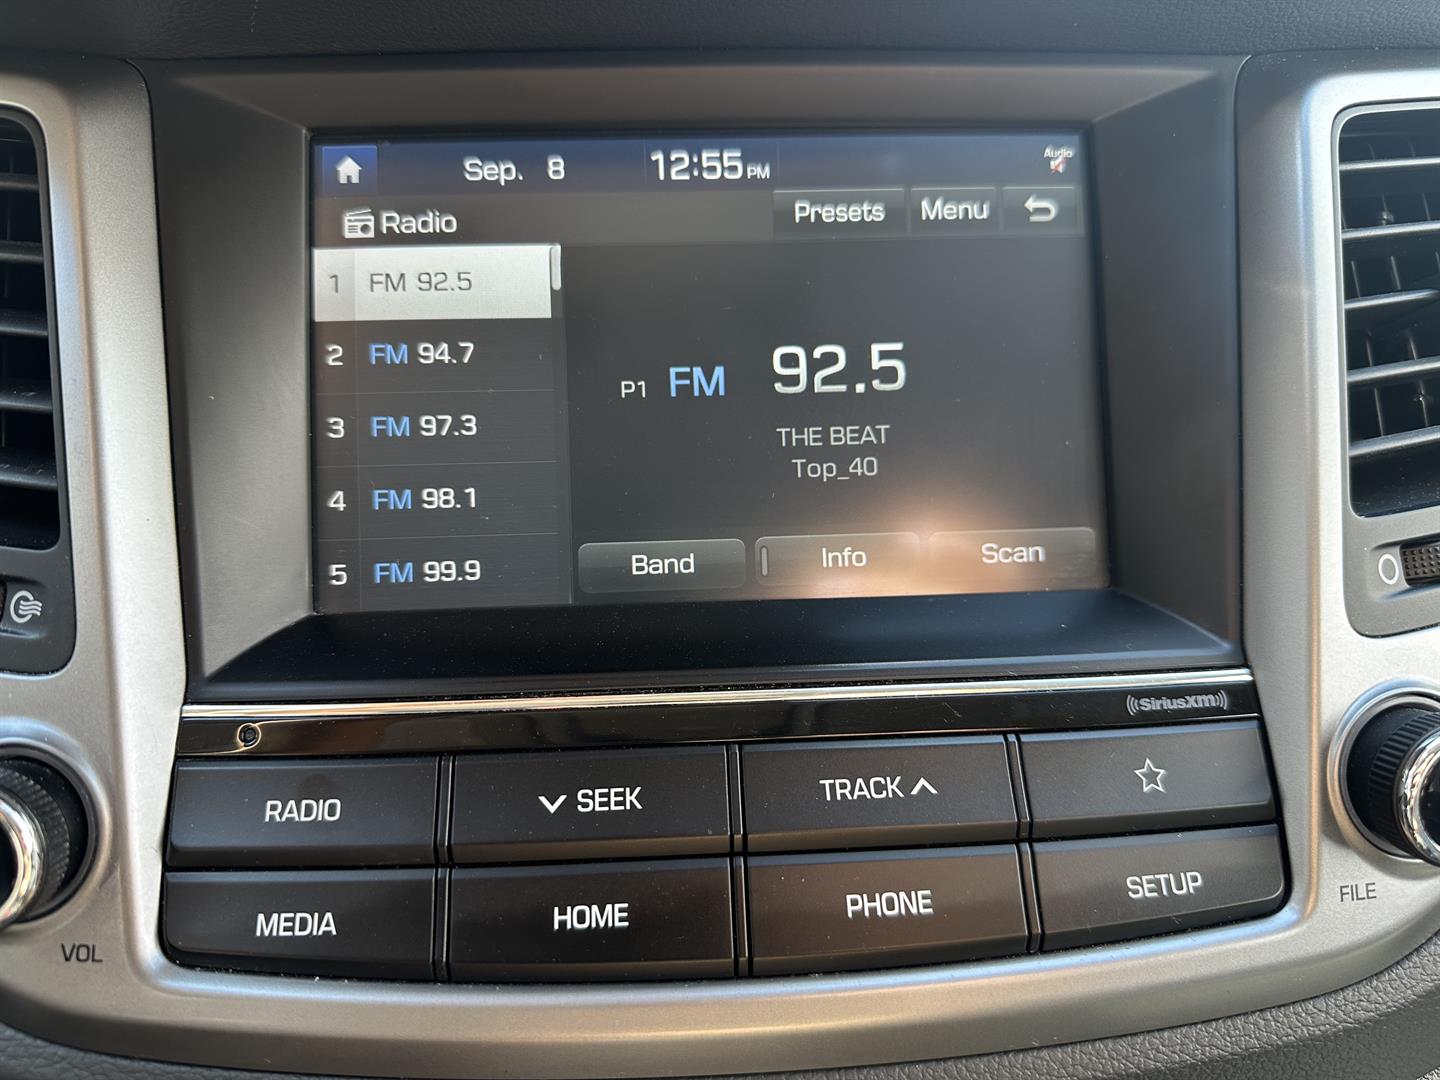 Sep. 8 12:55 PM Audio
Radio Presets Menu
1 FM 92.5
2 FM 94.7
3 FM 97.3
4 FM 98.1
5 FM 99.9
P1 FM 92.5
THE BEAT
Top_40
Band Info Scan
((SiriusXM))
RADIO SEEK TRACK
MEDIA HOME PHONE SETUP
VOL FILE